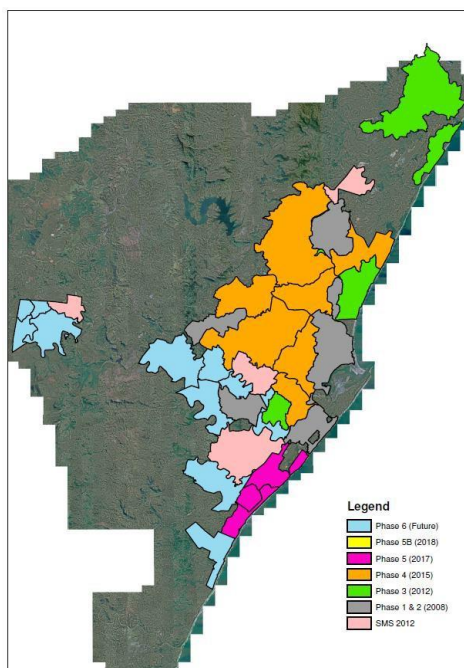 Legend
Phase 6 (Future)
Phase 5B (2018)
Phase 5 (2017)
Phase 4 (2015)
Phase 3 (2012)
Phase 1 & 2 (2008)
SMS 2012